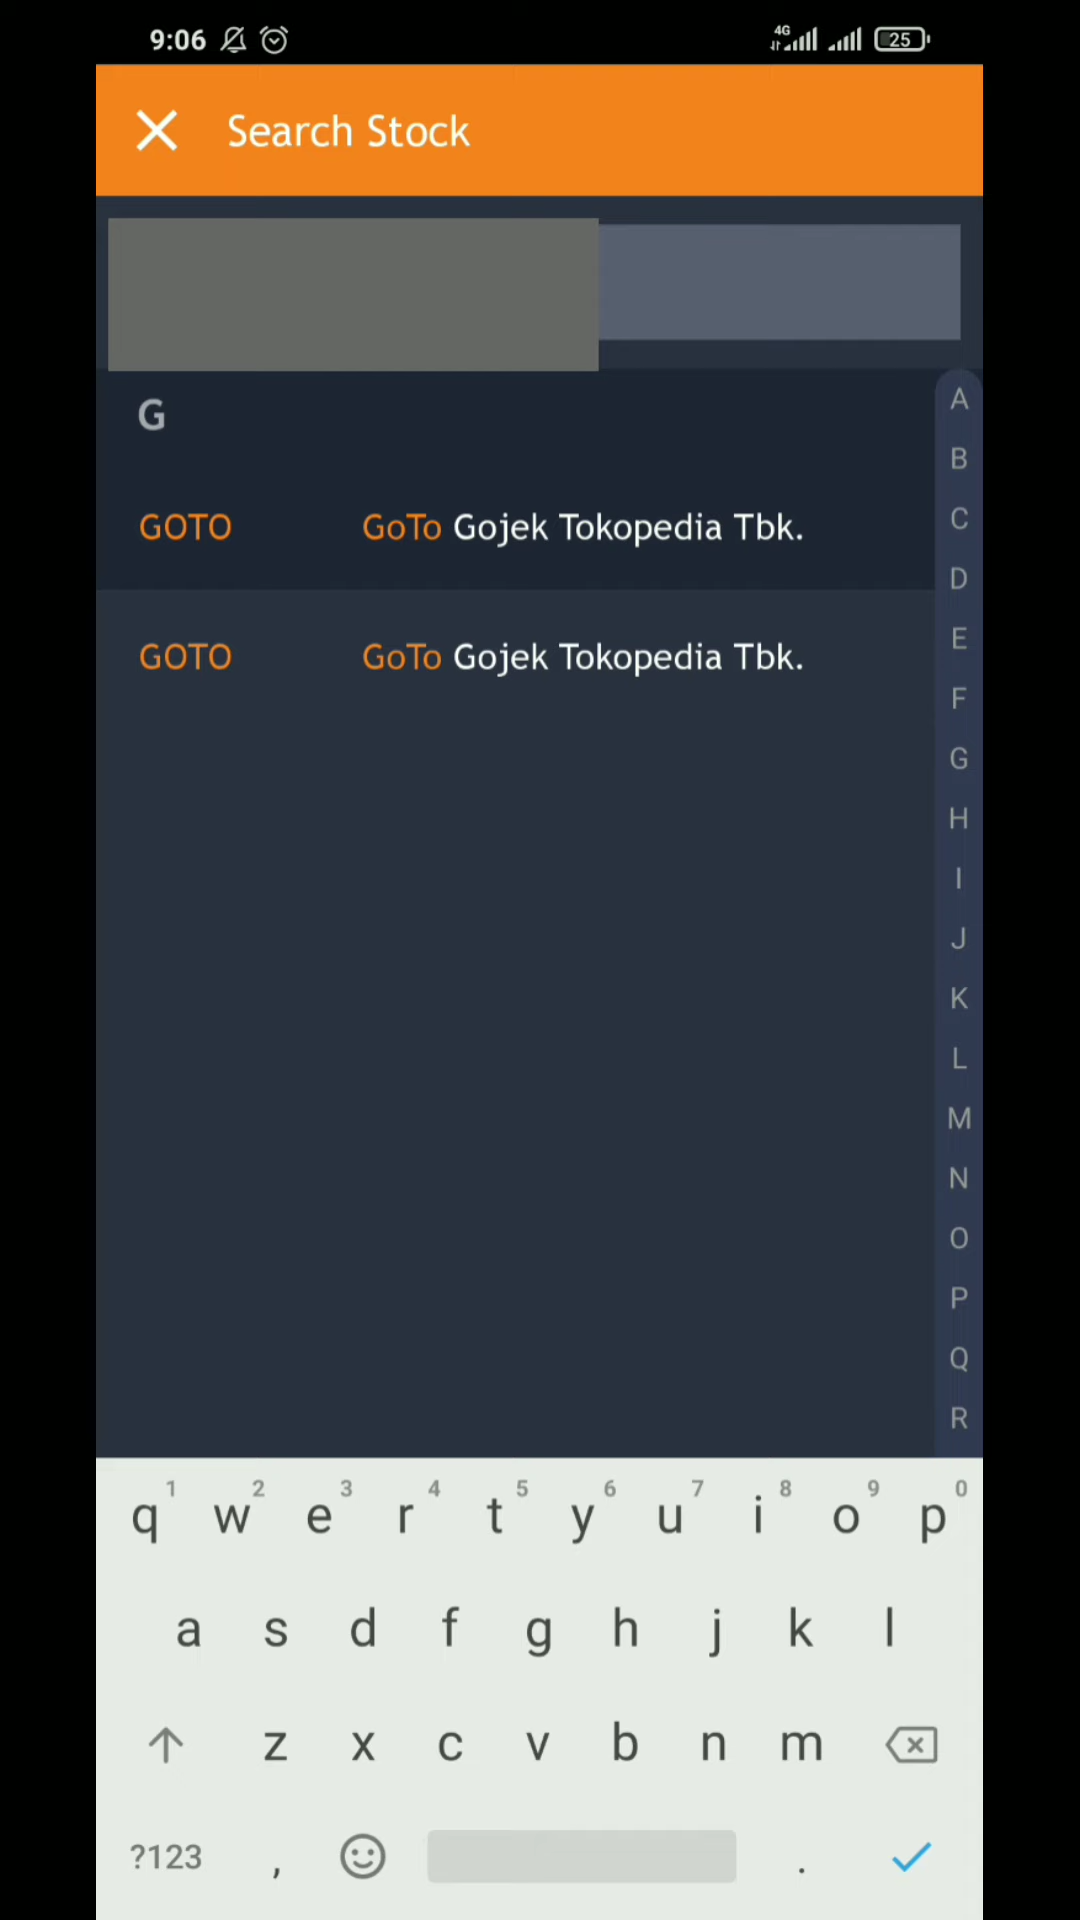 9:06 4G 25
Search Stock
G
GOTO GoTo Gojek Tokopedia Tbk.
GOTO GoTo Gojek Tokopedia Tbk.
A
B
C
D
E
F
G
H
I
J
K
L
M
N
O
P
Q
R
1 2 3 4 5 6 7 8 9 0
q w e r t y u i o p
a s d f g h j k l
z x c v b n m
?123 , .